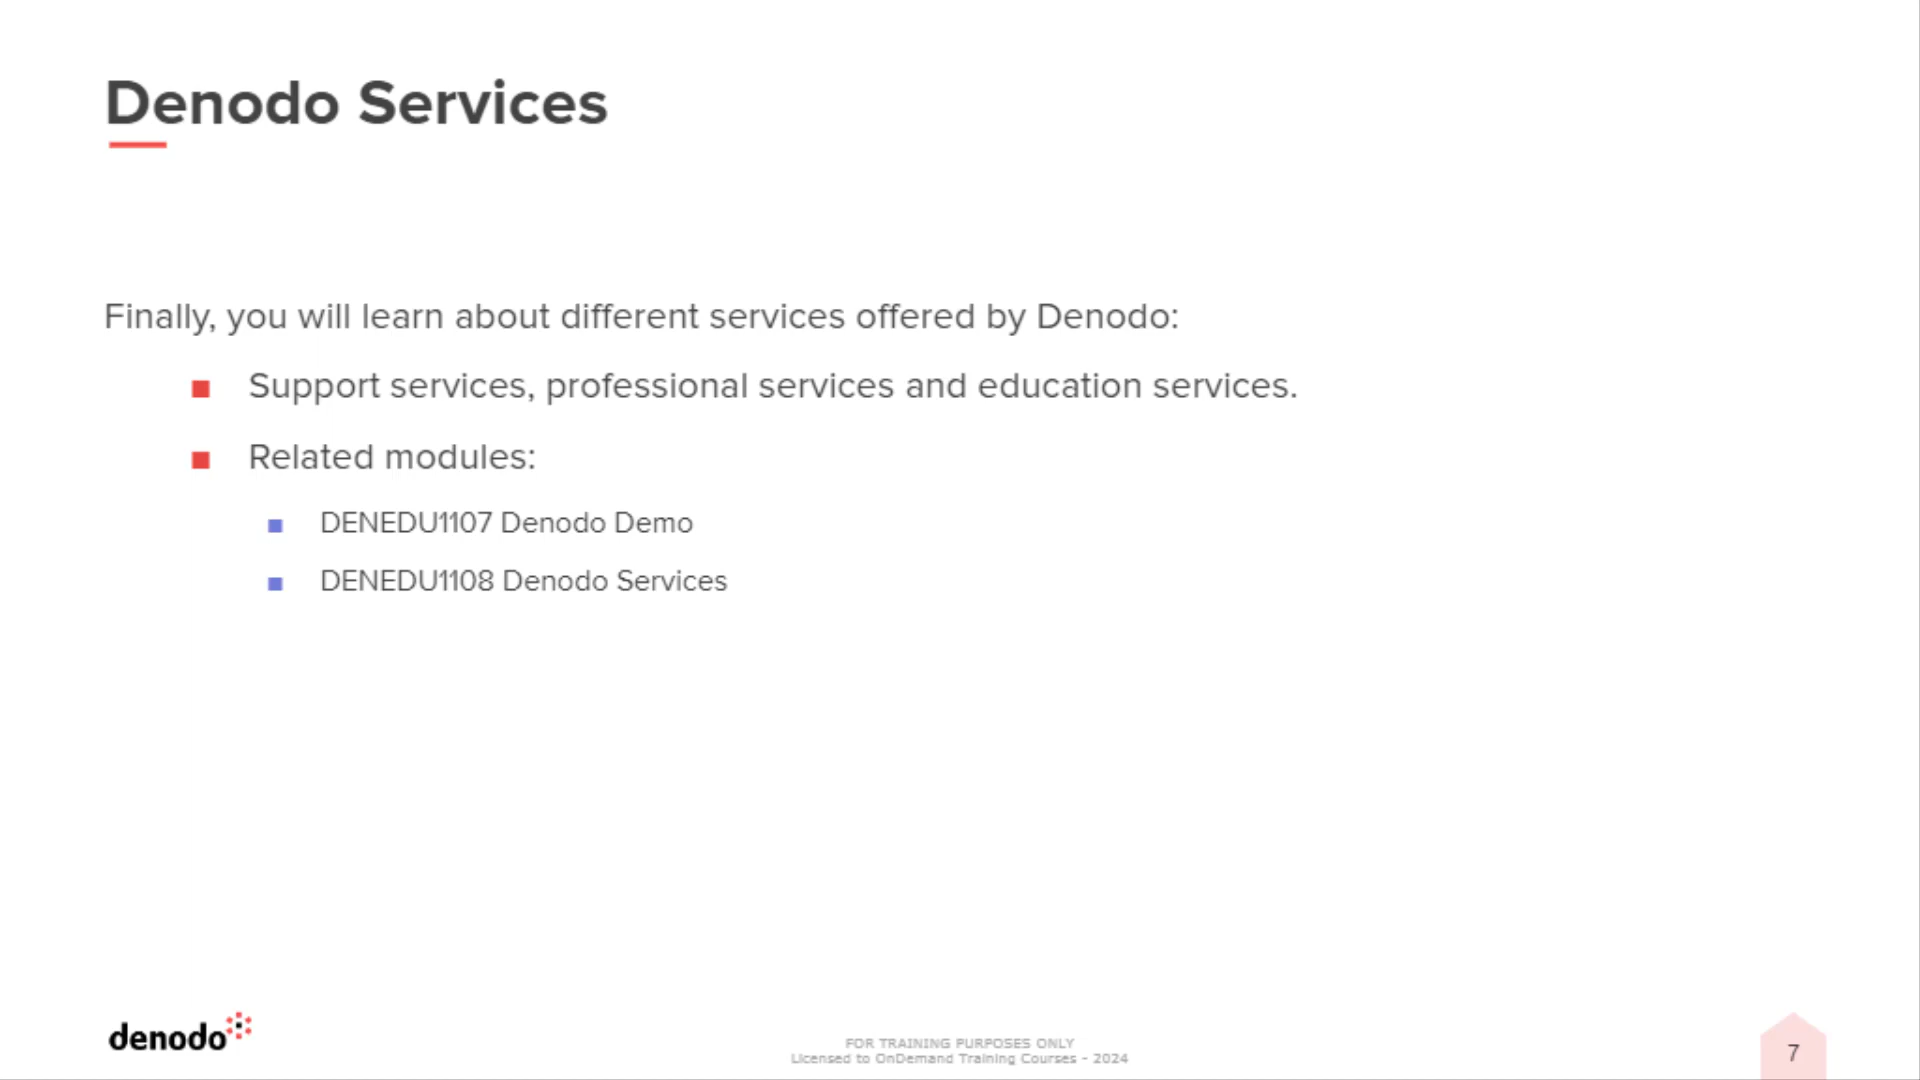 Denodo Services
Finally, you will learn about different services offered by Denodo:
Support services, professional services and education services.
Related modules:
DENEDU1107 Denodo Demo
DENEDU1108 Denodo Services
denodo
FOR TRAINING PURPOSES ONLY
Licensed to OnDemand Training Courses - 2024
7